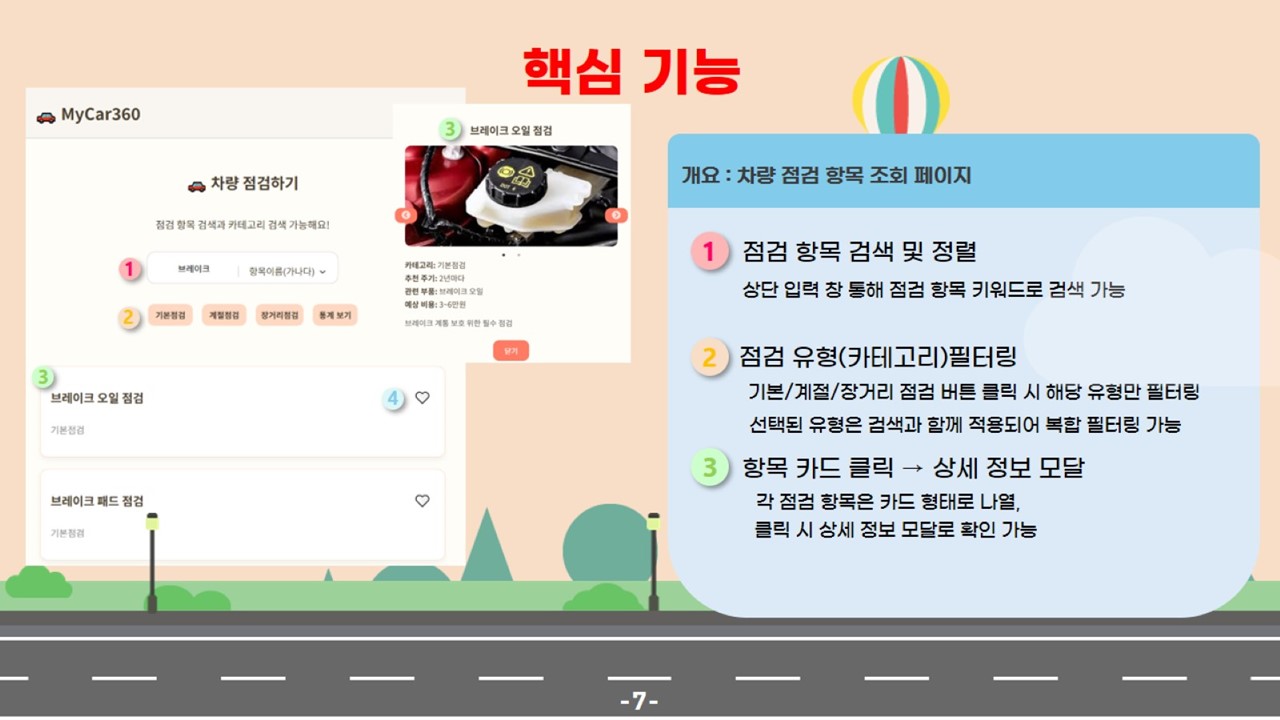 핵심 기능
MyCar360
차량 점검하기
점검 항목 검색과 카테고리 검색 가능해요!
1
브레이크
항목이름(가나다)
2
기본점검
계절점검
장거리점검
통계 보기
3
브레이크 오일 점검
기본점검
4
브레이크 패드 점검
기본점검
3
브레이크 오일 점검
카테고리: 기본점검
추천 주기: 2년마다
관련 부품: 브레이크 오일
예상 비용: 3~6만원
브레이크 계통 보호 위한 필수 점검
닫기
개요 : 차량 점검 항목 조회 페이지
1 점검 항목 검색 및 정렬
상단 입력 창 통해 점검 항목 키워드로 검색 가능
2 점검 유형(카테고리)필터링
기본/계절/장거리 점검 버튼 클릭 시 해당 유형만 필터링
선택된 유형은 검색과 함께 적용되어 복합 필터링 가능
3 항목 카드 클릭 → 상세 정보 모달
각 점검 항목은 카드 형태로 나열,
클릭 시 상세 정보 모달로 확인 가능
-7-